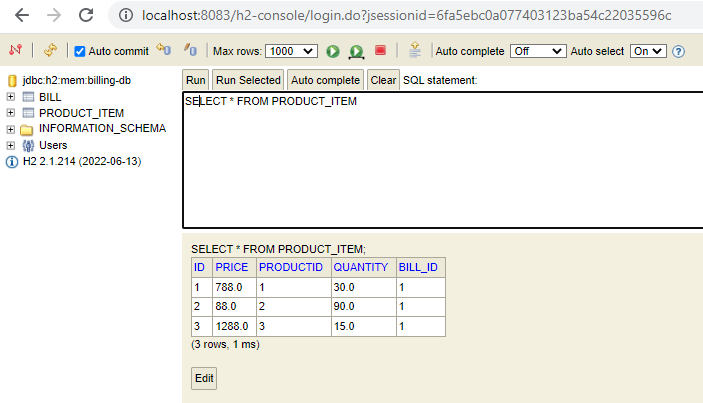 localhost:8083/h2-console/login.do?jsessionid=6fa5ebc0a077403123ba54c22035596c
Auto commit Max rows: 1000 Auto complete Off Auto select On
jdbc:h2:mem:billing-db
BILL
PRODUCT_ITEM
INFORMATION_SCHEMA
Users
H2 2.1.214 (2022-06-13)
Run Run Selected Auto complete Clear SQL statement:
SELECT * FROM PRODUCT_ITEM
SELECT * FROM PRODUCT_ITEM;
ID PRICE PRODUCTID QUANTITY BILL_ID
1 788.0 1 30.0 1
2 88.0 2 90.0 1
3 1288.0 3 15.0 1
(3 rows, 1 ms)
Edit